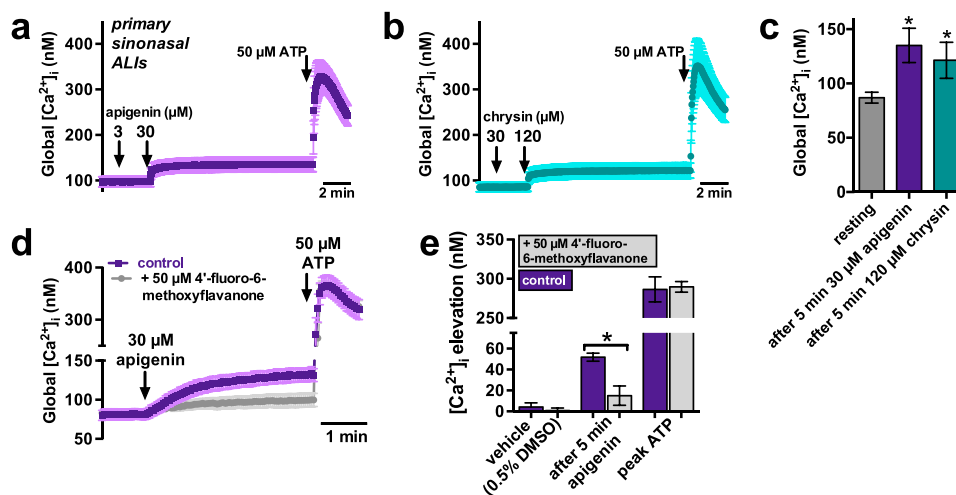 a
primary
sinonasal
ALIs
Global [Ca²⁺]ᵢ (nM)
400
300
200
100
apigenin (µM)
3 30
50 µM ATP
2 min
b
Global [Ca²⁺]ᵢ (nM)
400
300
200
100
chrysin (µM)
30 120
50 µM ATP
2 min
c
Global [Ca²⁺]ᵢ (nM)
150
100
50
0
* *
resting
after 5 min 30 µM apigenin
after 5 min 120 µM chrysin
d
Global [Ca²⁺]ᵢ (nM)
400
300
150
100
50
control
+ 50 µM 4'-fluoro-6-
methoxyflavanone
30 µM
apigenin
50 µM
ATP
1 min
e
[Ca²⁺]ᵢ elevation (nM)
350
300
250
60
40
20
0
+ 50 µM 4'-fluoro-
6-methoxyflavanone
control
*
vehicle
(0.5% DMSO)
after 5 min
apigenin
peak ATP